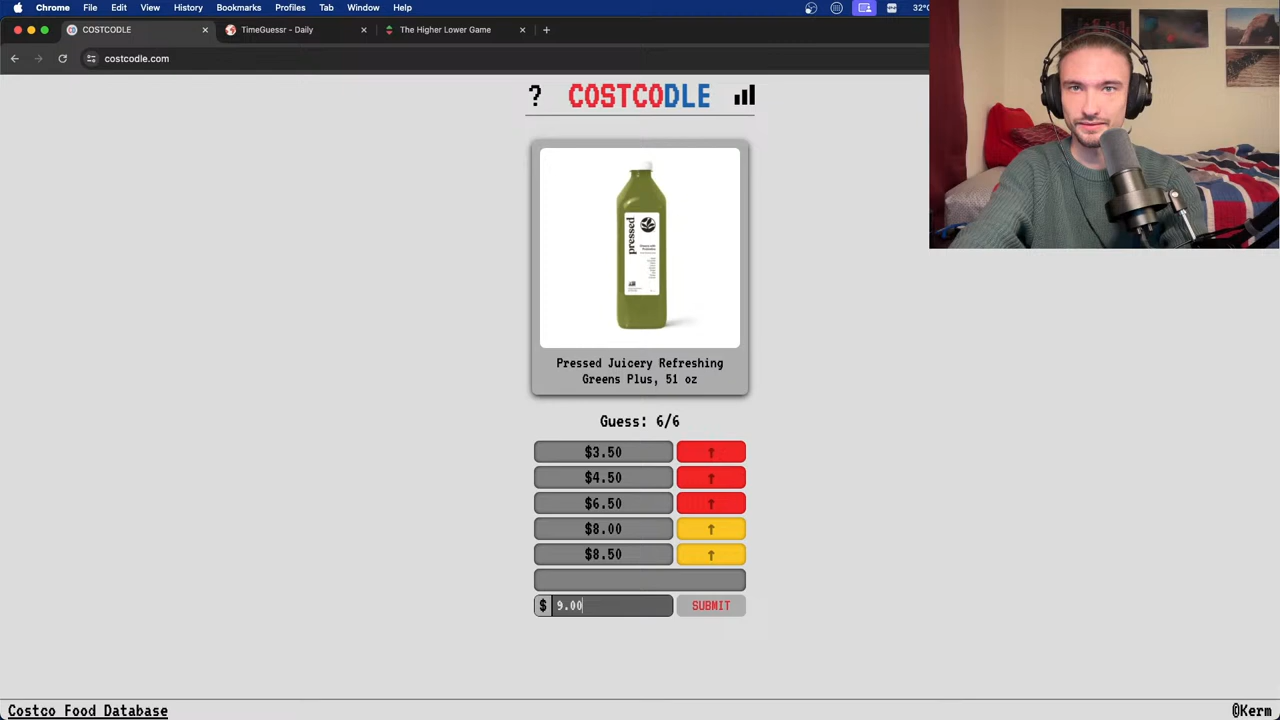 Chrome File Edit View History Bookmarks Profiles Tab Window Help
32°
COSTCODLE
TimeGuessr - Daily
The Higher Lower Game
costcodle.com
? COSTCODLE
pressed
Pressed Juicery Refreshing
Greens Plus, 51 oz
Guess: 6/6
$3.50 ↑
$4.50 ↑
$6.50 ↑
$8.00 ↑
$8.50 ↑
$ 9.00 SUBMIT
Costco Food Database
@Kerm